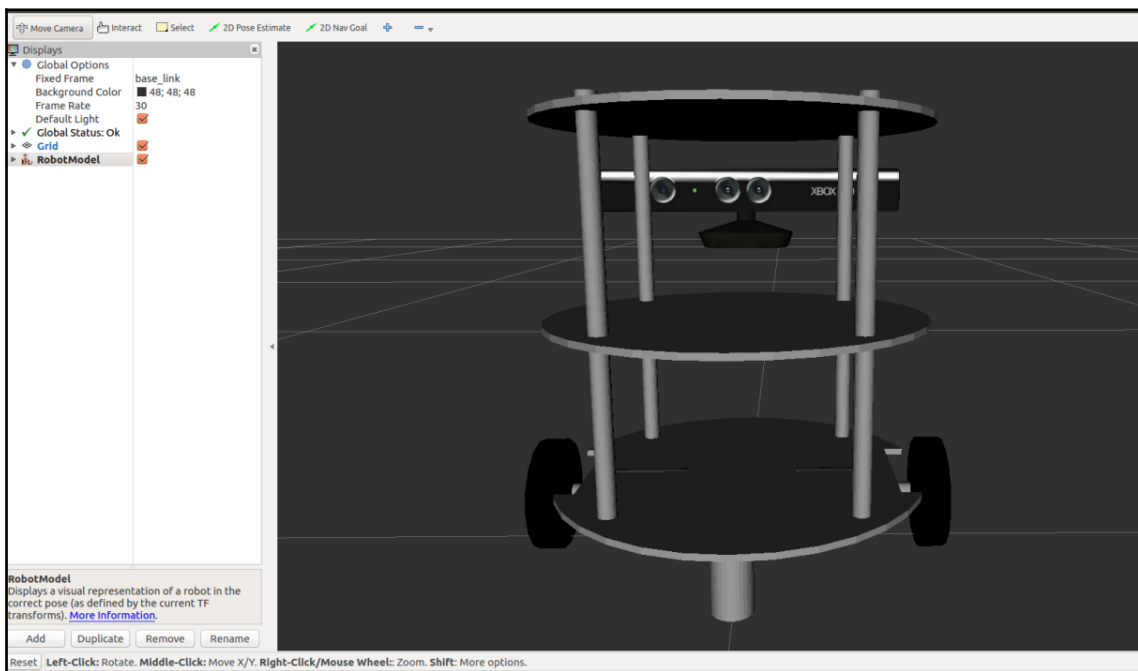 Move Camera Interact Select 2D Pose Estimate 2D Nav Goal
Displays
Global Options
Fixed Frame base_link
Background Color 48; 48; 48
Frame Rate 30
Default Light
Global Status: Ok
Grid
RobotModel
XBOX
RobotModel
Displays a visual representation of a robot in the
correct pose (as defined by the current TF
transforms). More Information.
Add Duplicate Remove Rename
Reset Left-Click: Rotate. Middle-Click: Move X/Y. Right-Click/Mouse Wheel:: Zoom. Shift: More options.